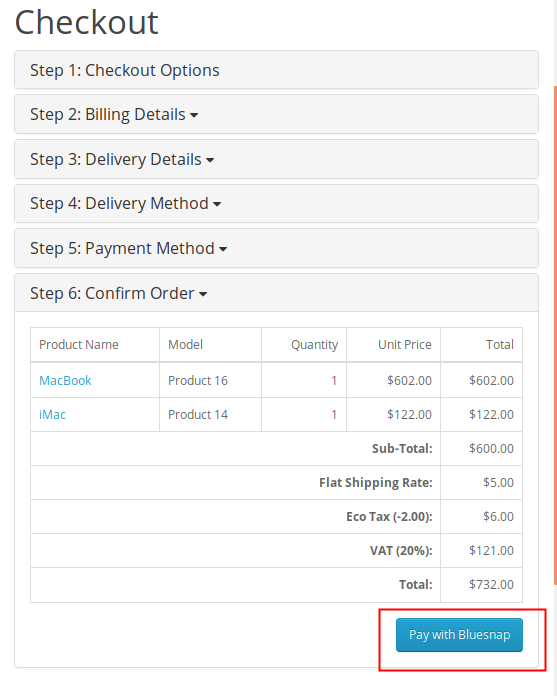 Checkout
Step 1: Checkout Options
Step 2: Billing Details
Step 3: Delivery Details
Step 4: Delivery Method
Step 5: Payment Method
Step 6: Confirm Order
Product Name Model Quantity Unit Price Total
MacBook Product 16 1 $602.00 $602.00
iMac Product 14 1 $122.00 $122.00
Sub-Total: $600.00
Flat Shipping Rate: $5.00
Eco Tax (-2.00): $6.00
VAT (20%): $121.00
Total: $732.00
Pay with Bluesnap